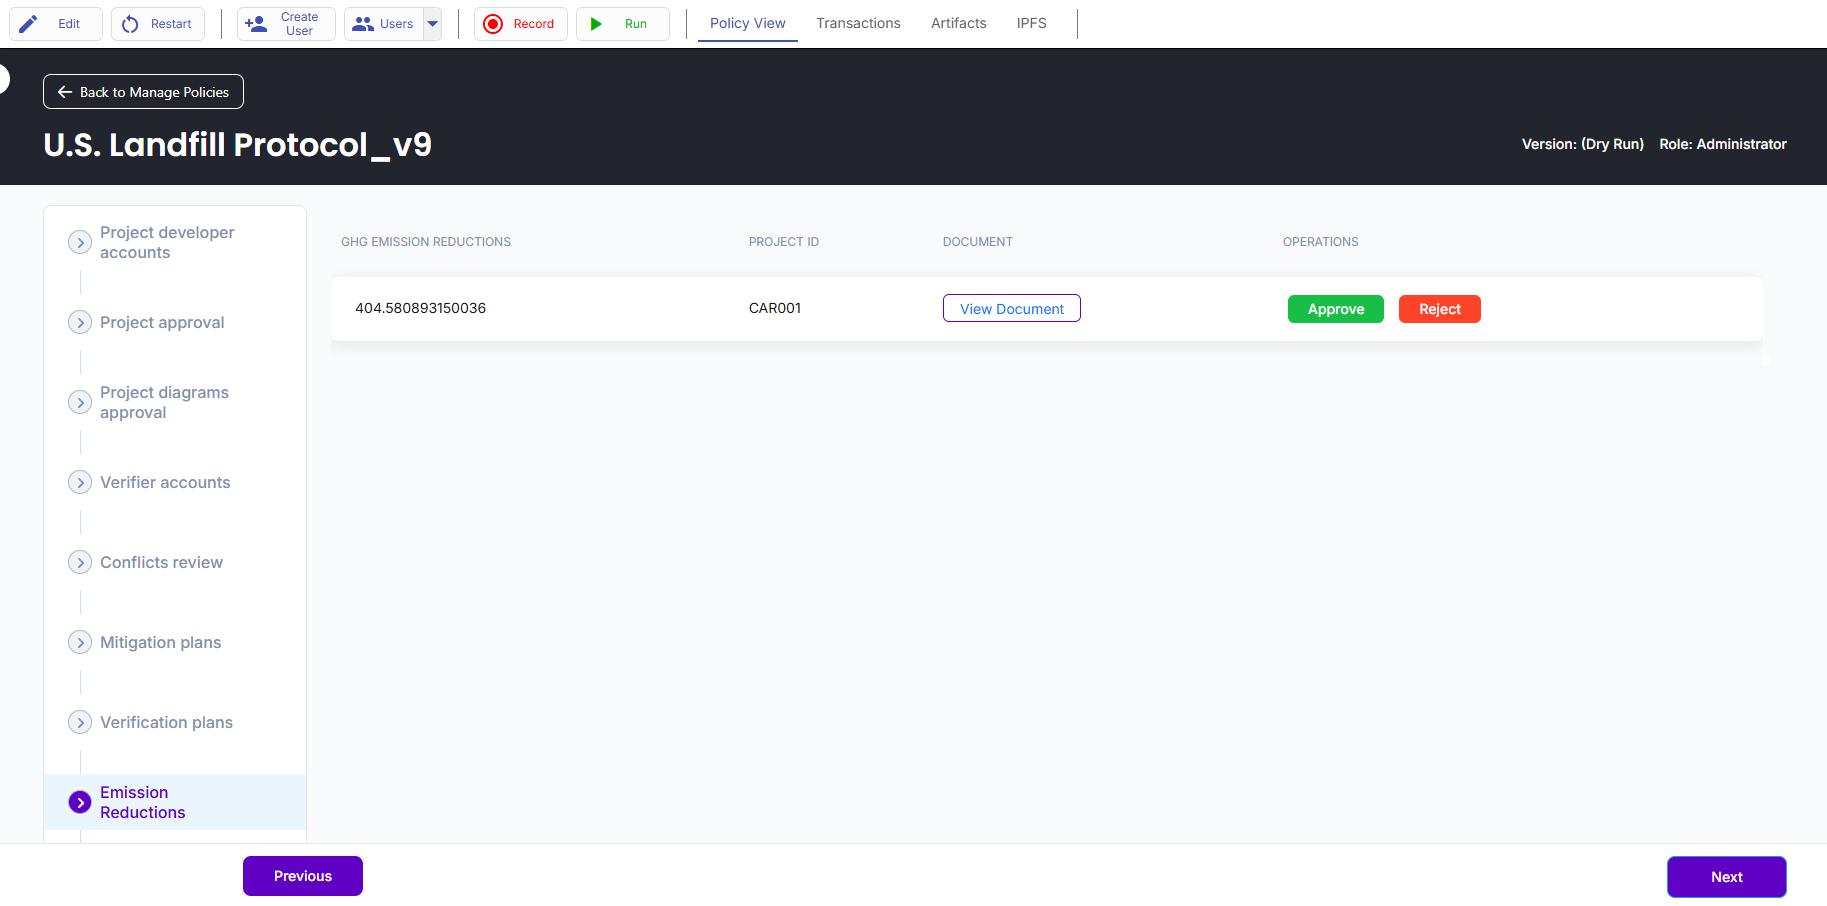 Edit
Restart
Create
User
Users
Record
Run
Policy View
Transactions
Artifacts
IPFS
Back to Manage Policies
U.S. Landfill Protocol_v9
Version: (Dry Run) Role: Administrator
Project developer
accounts
Project approval
Project diagrams
approval
Verifier accounts
Conflicts review
Mitigation plans
Verification plans
Emission
Reductions
GHG EMISSION REDUCTIONS
PROJECT ID
DOCUMENT
OPERATIONS
404.580893150036
CAR001
View Document
Approve
Reject
Previous
Next